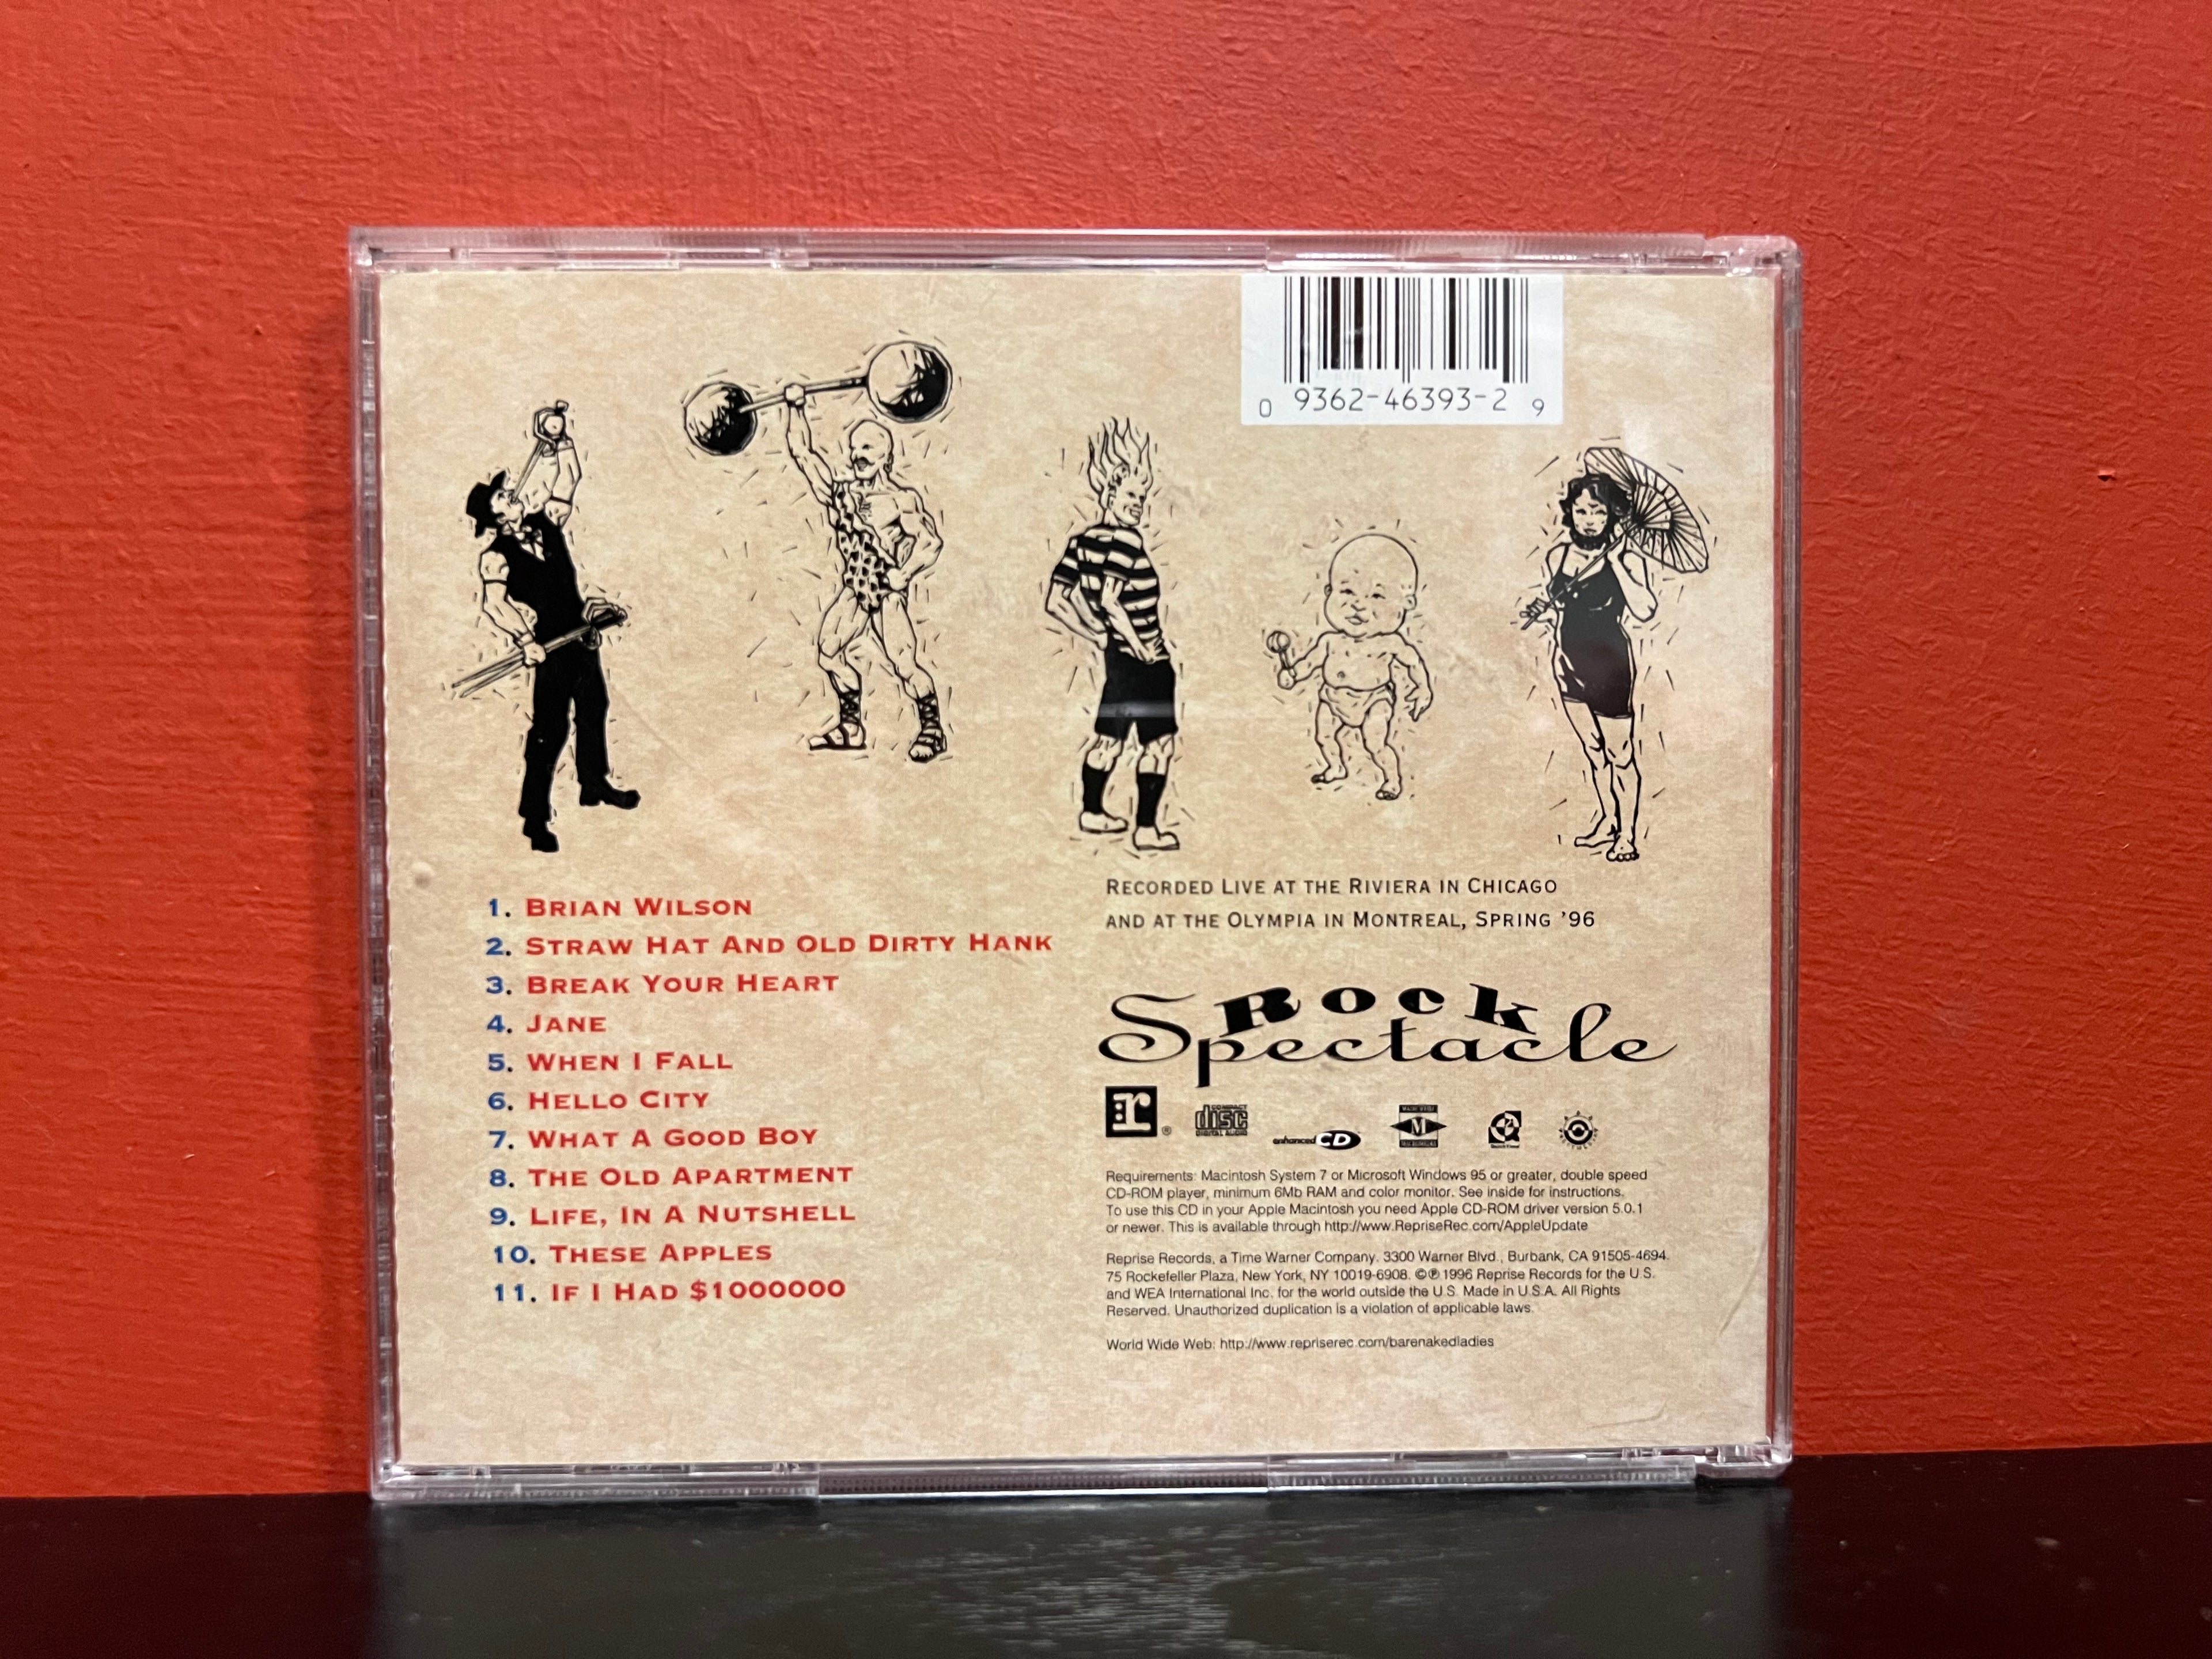 0 9362-46393-2 9
1. BRIAN WILSON
2. STRAW HAT AND OLD DIRTY HANK
3. BREAK YOUR HEART
4. JANE
5. WHEN I FALL
6. HELLO CITY
7. WHAT A GOOD BOY
8. THE OLD APARTMENT
9. LIFE, IN A NUTSHELL
10. THESE APPLES
11. IF I HAD $1000000
RECORDED LIVE AT THE RIVIERA IN CHICAGO
AND AT THE OLYMPIA IN MONTREAL, SPRING '96
Rock
Spectacle
r ®
COMPACT
disc
DIGITAL AUDIO
enhanced CD
M
Requirements: Macintosh System 7 or Microsoft Windows 95 or greater, double speed
CD-ROM player, minimum 6Mb RAM and color monitor. See inside for instructions.
To use this CD in your Apple Macintosh you need Apple CD-ROM driver version 5.0.1
or newer. This is available through http://www.RepriseRec.com/AppleUpdate
Reprise Records, a Time Warner Company. 3300 Warner Blvd., Burbank, CA 91505-4694.
75 Rockefeller Plaza, New York, NY 10019-6908. ©℗ 1996 Reprise Records for the U.S.
and WEA International Inc. for the world outside the U.S. Made in U.S.A. All Rights
Reserved. Unauthorized duplication is a violation of applicable laws.
World Wide Web: http://www.repriserec.com/barenakedladies